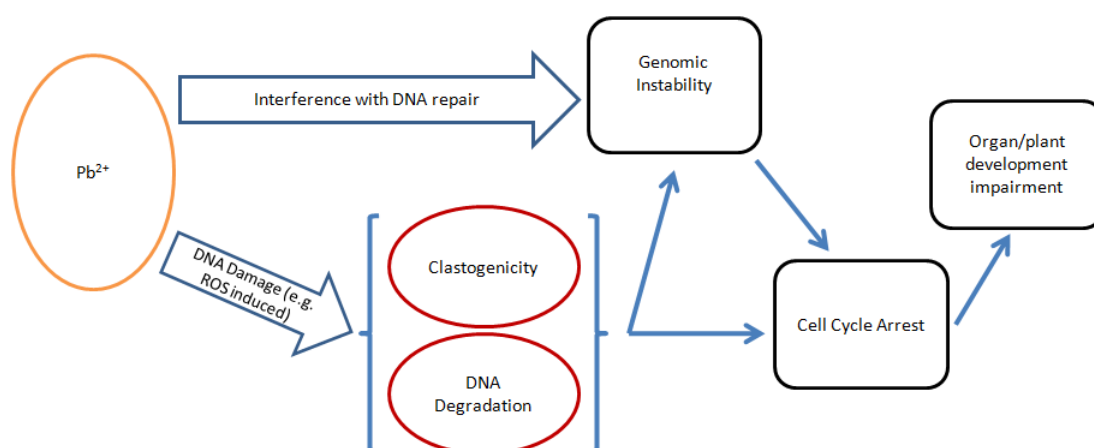 Pb²⁺
Interference with DNA repair
Genomic
Instability
Organ/plant
development
impairment
DNA Damage (e.g.
ROS induced)
Clastogenicity
DNA
Degradation
Cell Cycle Arrest